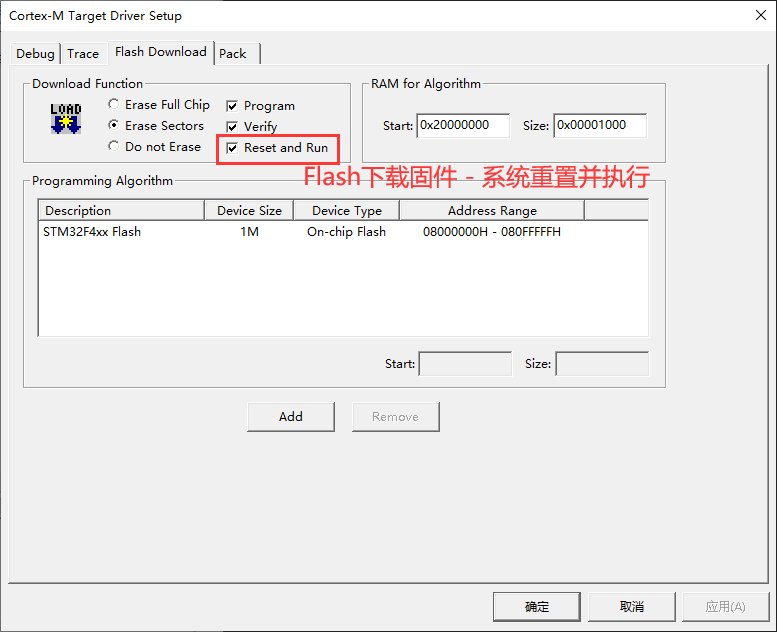 Cortex-M Target Driver Setup
Debug Trace Flash Download Pack
Download Function
LOAD
Erase Full Chip
Erase Sectors
Do not Erase
Program
Verify
Reset and Run
RAM for Algorithm
Start: 0x20000000 Size: 0x00001000
Flash下载固件 - 系统重置并执行
Programming Algorithm
Description Device Size Device Type Address Range
STM32F4xx Flash 1M On-chip Flash 08000000H - 080FFFFFH
Start: Size:
Add Remove
确定 取消 应用(A)